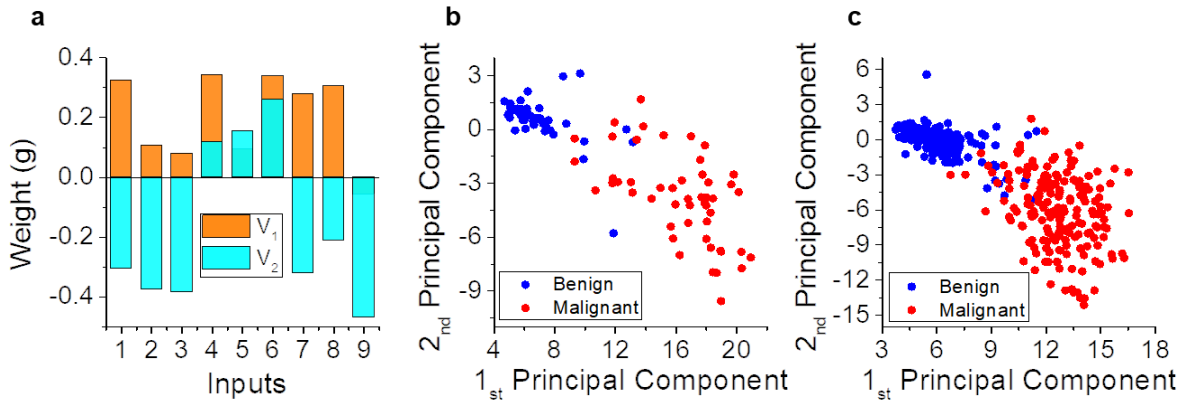 a
Weight (g)
0.4
0.2
0.0
-0.2
-0.4
V1
V2
1 2 3 4 5 6 7 8 9
Inputs
b
2nd Principal Component
3
0
-3
-6
-9
Benign
Malignant
4 8 12 16 20
1st Principal Component
c
2nd Principal Component
6
3
0
-3
-6
-9
-12
-15
Benign
Malignant
3 6 9 12 15 18
1st Principal Component